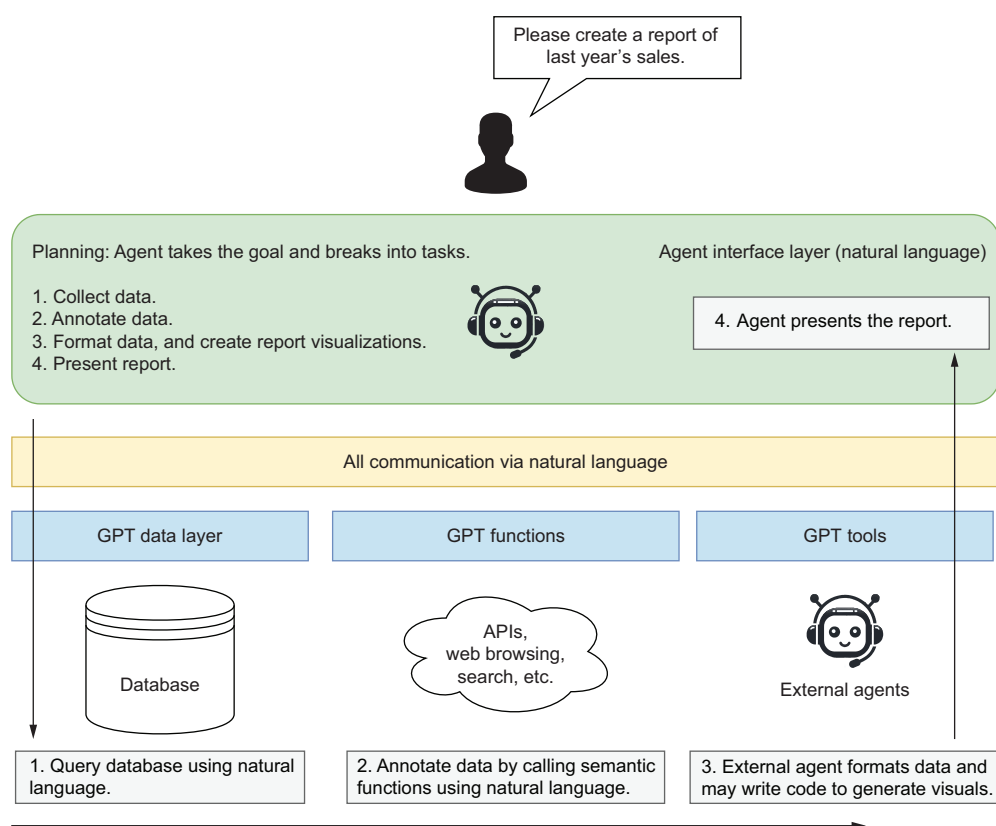 Please create a report of
last year’s sales.
Planning: Agent takes the goal and breaks into tasks.
Agent interface layer (natural language)
1. Collect data.
2. Annotate data.
3. Format data, and create report visualizations.
4. Present report.
4. Agent presents the report.
All communication via natural language
GPT data layer
GPT functions
GPT tools
Database
APIs,
web browsing,
search, etc.
External agents
1. Query database using natural
language.
2. Annotate data by calling semantic
functions using natural language.
3. External agent formats data and
may write code to generate visuals.